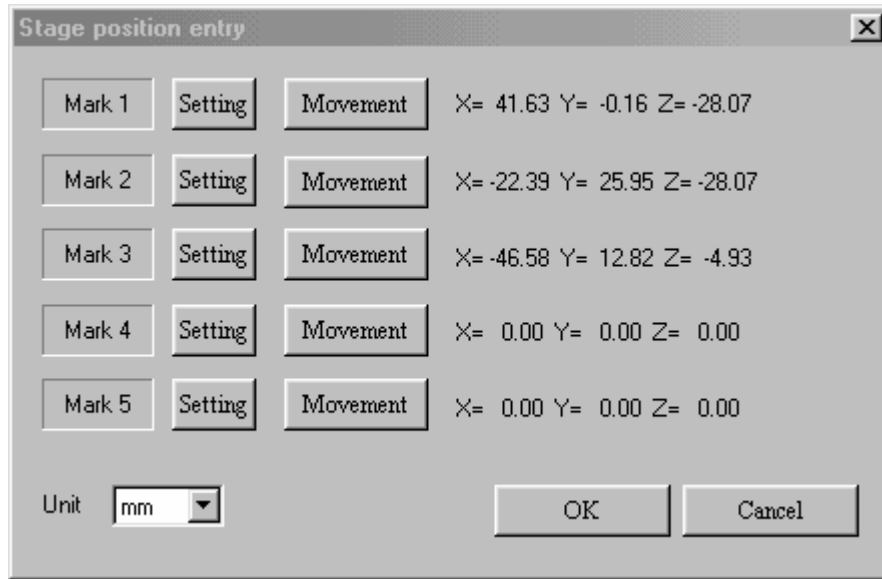 Stage position entry
Mark 1 Setting Movement X= 41.63 Y= -0.16 Z= -28.07
Mark 2 Setting Movement X= -22.39 Y= 25.95 Z= -28.07
Mark 3 Setting Movement X= -46.58 Y= 12.82 Z= -4.93
Mark 4 Setting Movement X= 0.00 Y= 0.00 Z= 0.00
Mark 5 Setting Movement X= 0.00 Y= 0.00 Z= 0.00
Unit mm OK Cancel